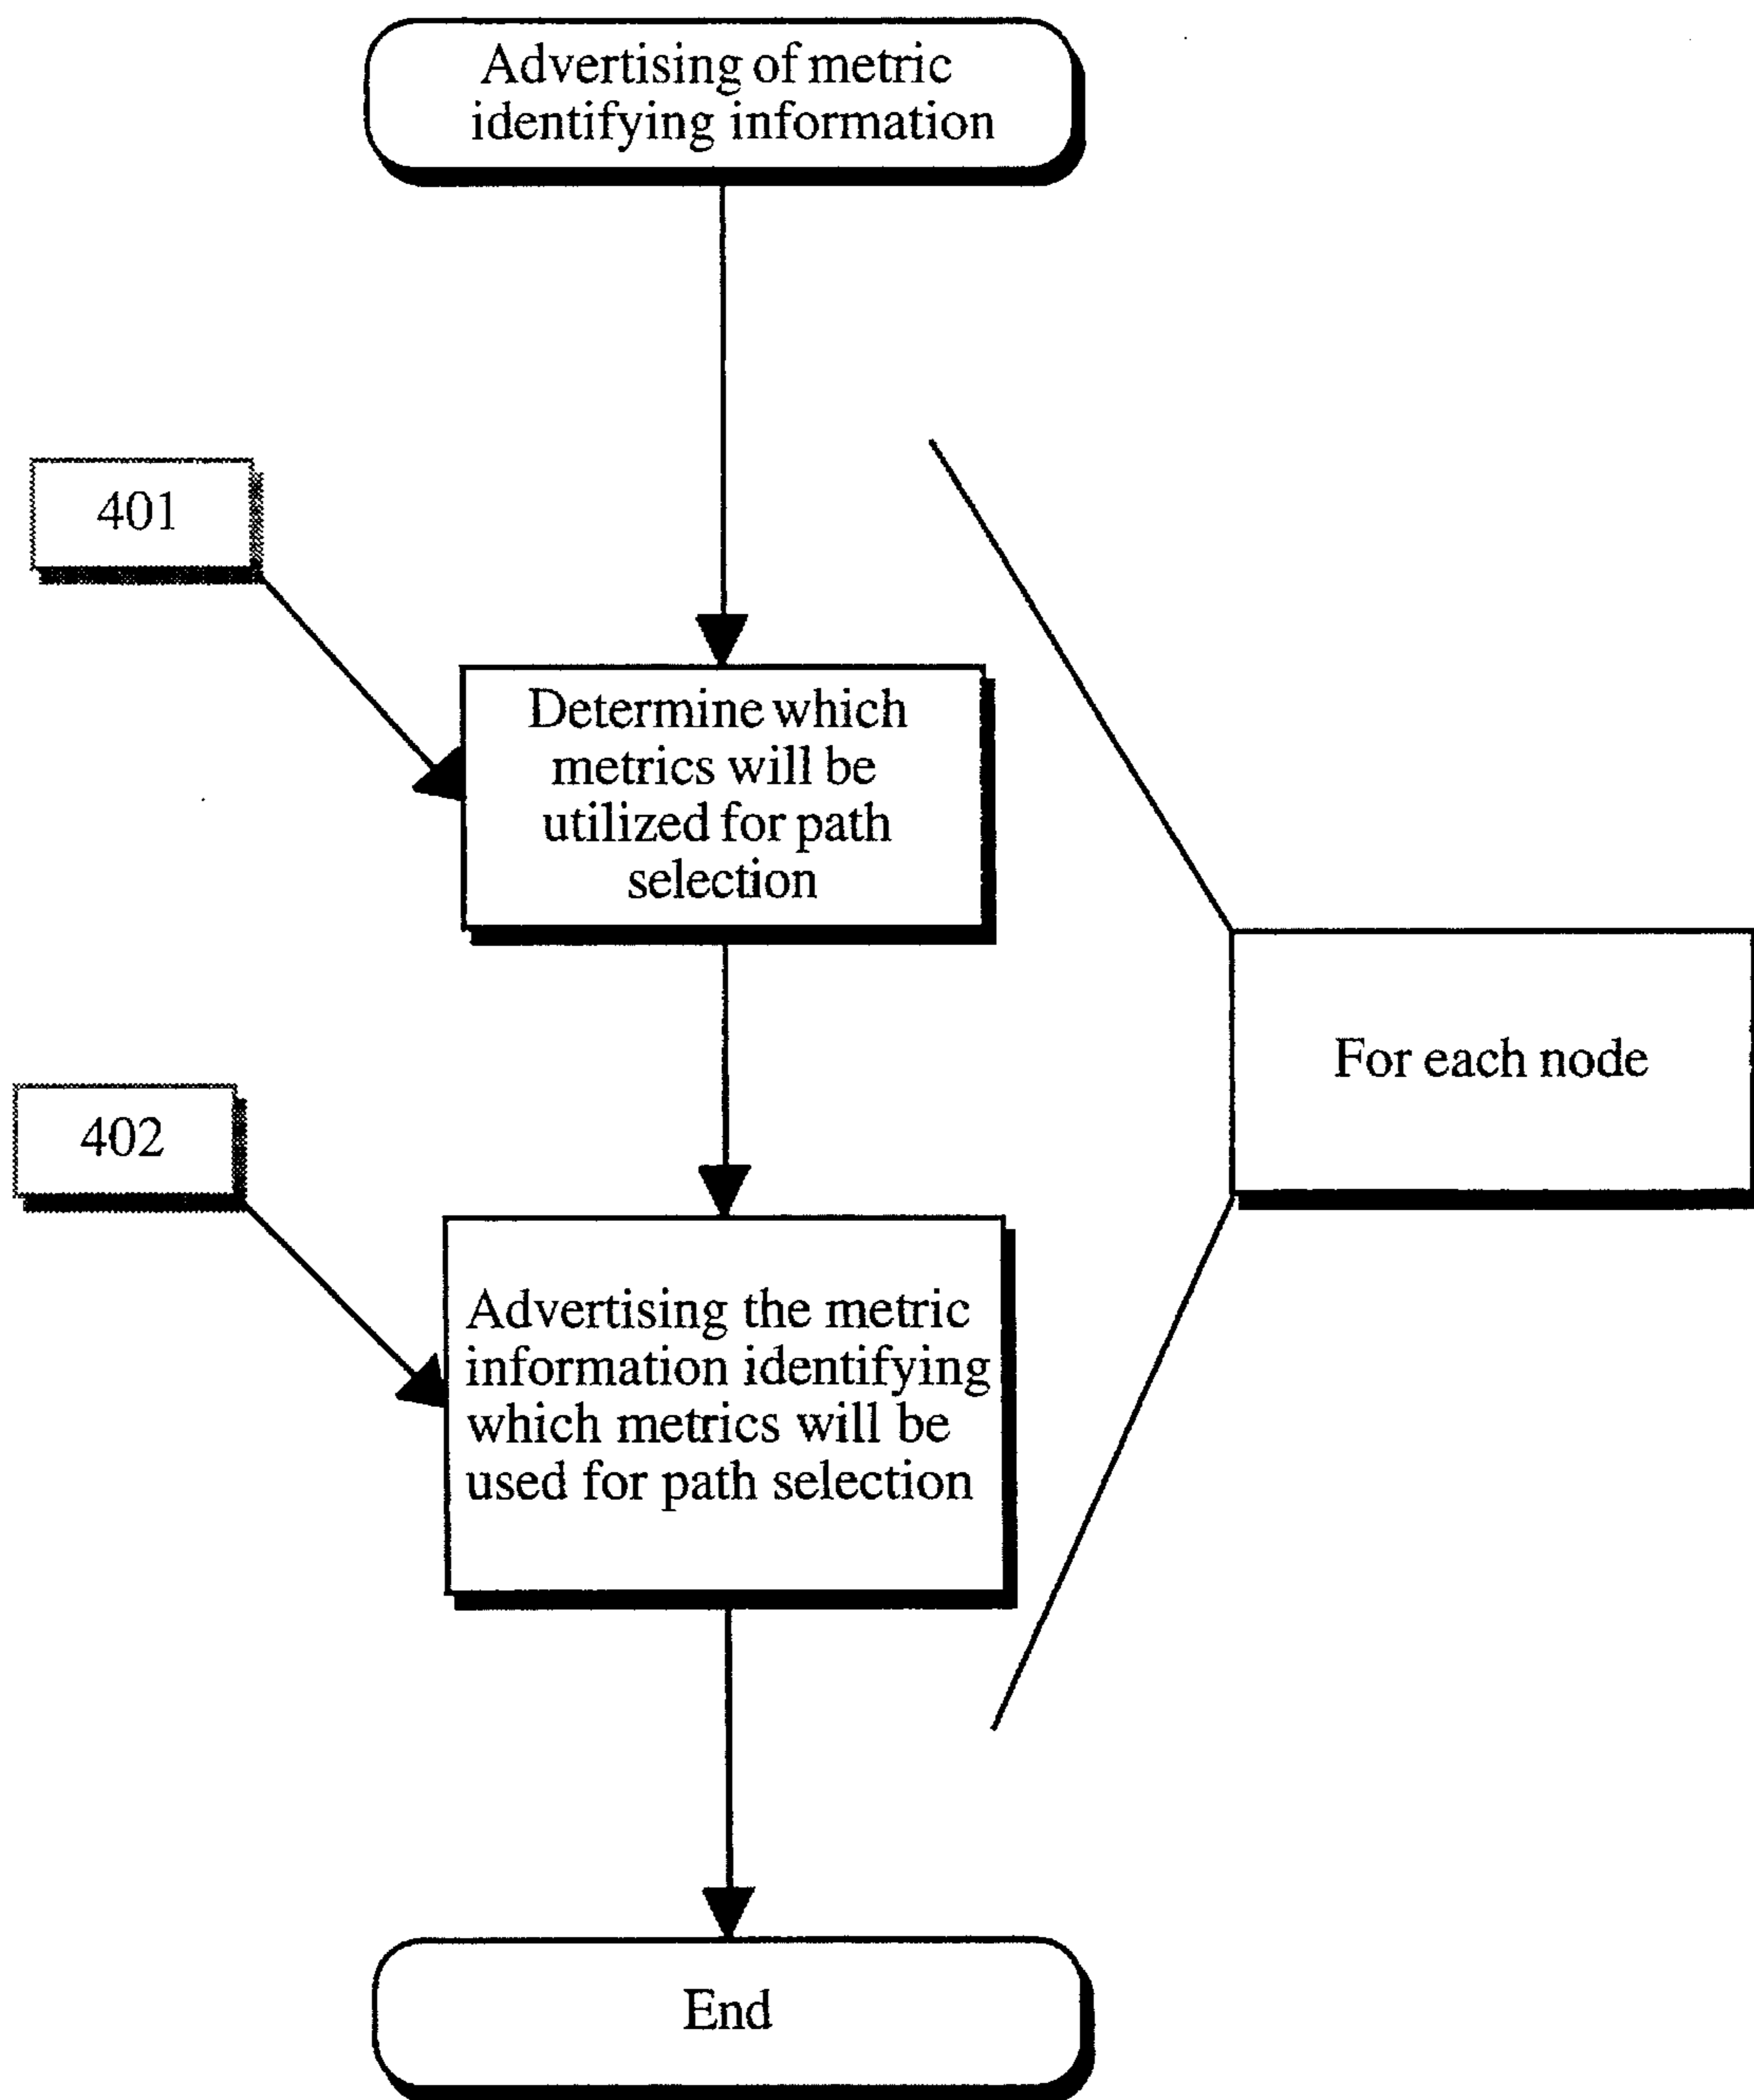 Advertising of metric
identifying information
401
Determine which
metrics will be
utilized for path
selection
For each node
402
Advertising the metric
information identifying
which metrics will be
used for path selection
End